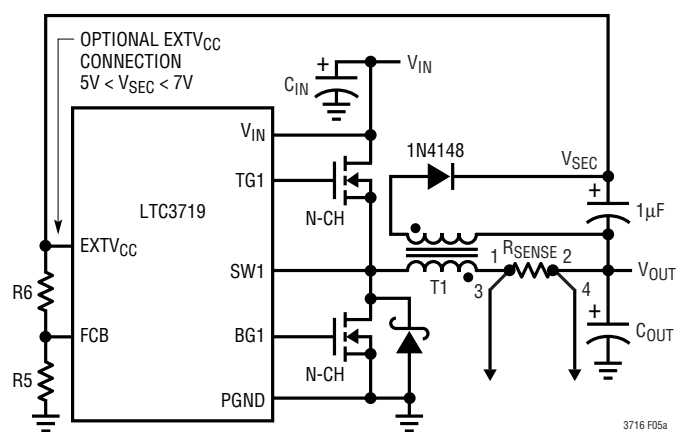 OPTIONAL EXTVCC
CONNECTION
5V < VSEC < 7V
+
CIN
VIN
VIN
1N4148
VSEC
LTC3719
TG1
N-CH
+
1μF
EXTVCC
R6
SW1
T1
1
RSENSE
2
3
4
VOUT
FCB
BG1
+
COUT
R5
N-CH
PGND
3716 F05a